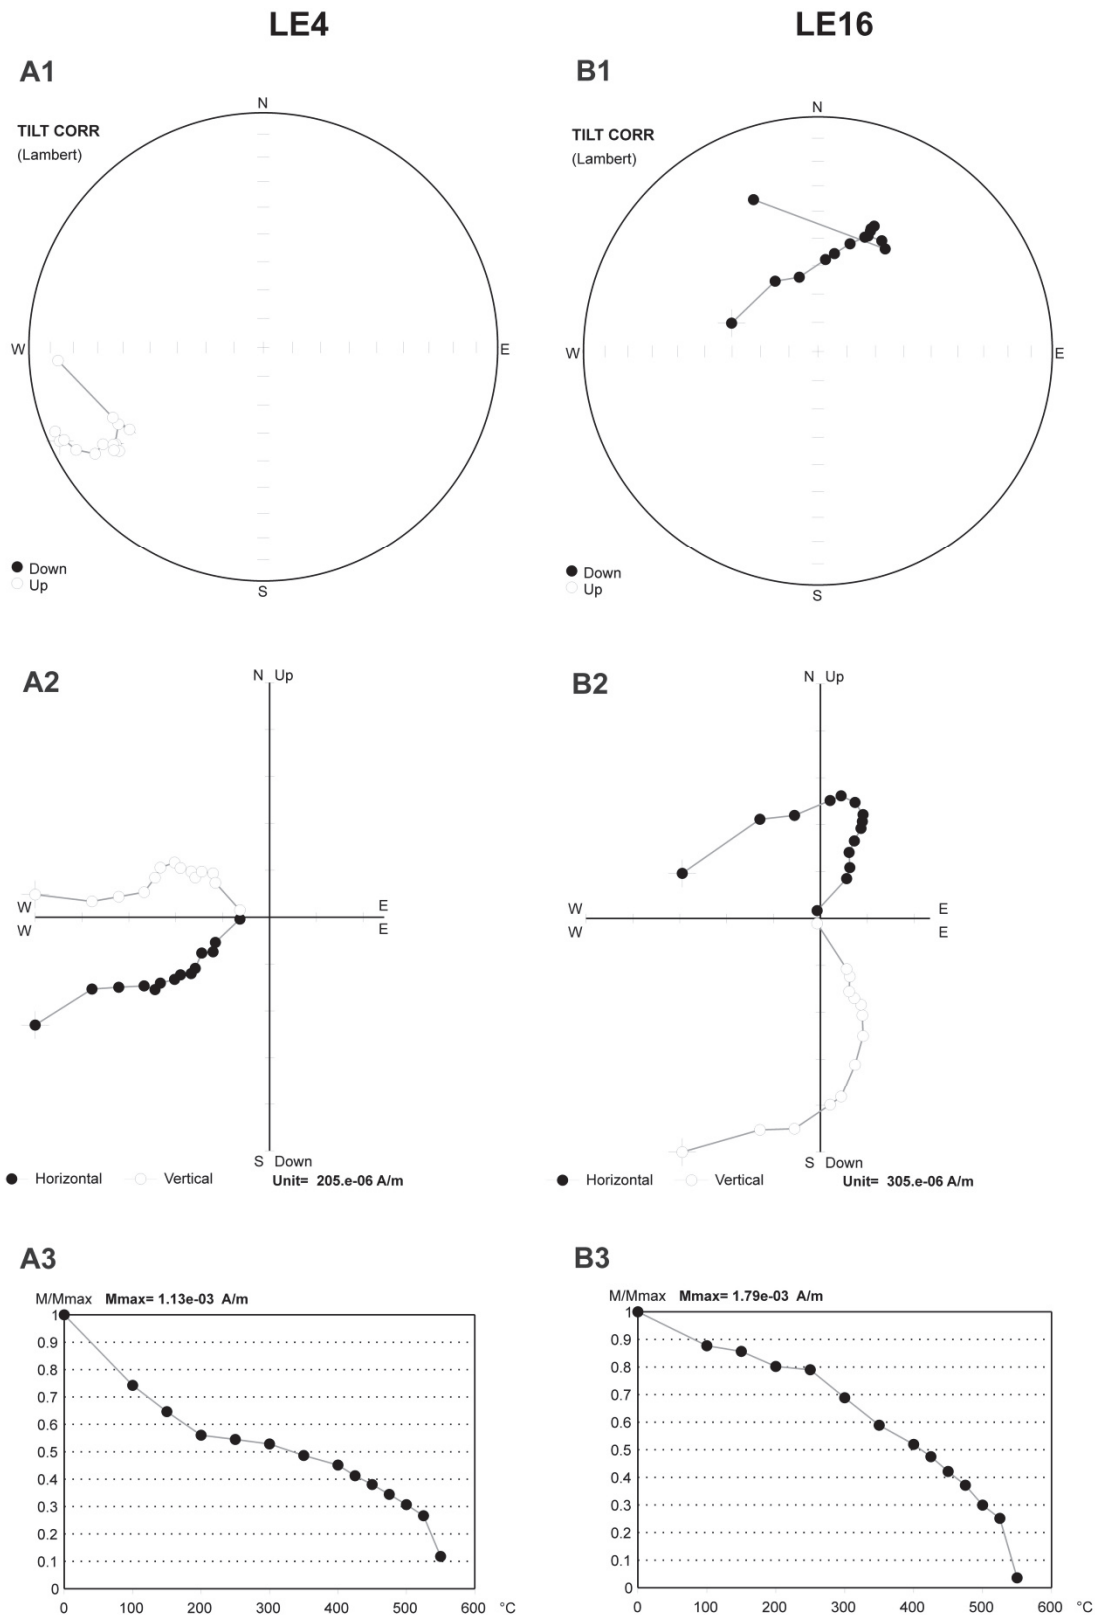 LE4
LE16
A1
B1
TILT CORR
(Lambert)
N
W
E
S
Down
Up
TILT CORR
(Lambert)
N
W
E
S
Down
Up
A2
N Up
W
W
E
E
S Down
Horizontal Vertical
Unit= 205.e-06 A/m
B2
N Up
W
W
E
E
S Down
Horizontal Vertical
Unit= 305.e-06 A/m
A3
M/Mmax Mmax= 1.13e-03 A/m
1
0.9
0.8
0.7
0.6
0.5
0.4
0.3
0.2
0.1
0
0 100 200 300 400 500 600 °C
B3
M/Mmax Mmax= 1.79e-03 A/m
1
0.9
0.8
0.7
0.6
0.5
0.4
0.3
0.2
0.1
0
0 100 200 300 400 500 600 °C